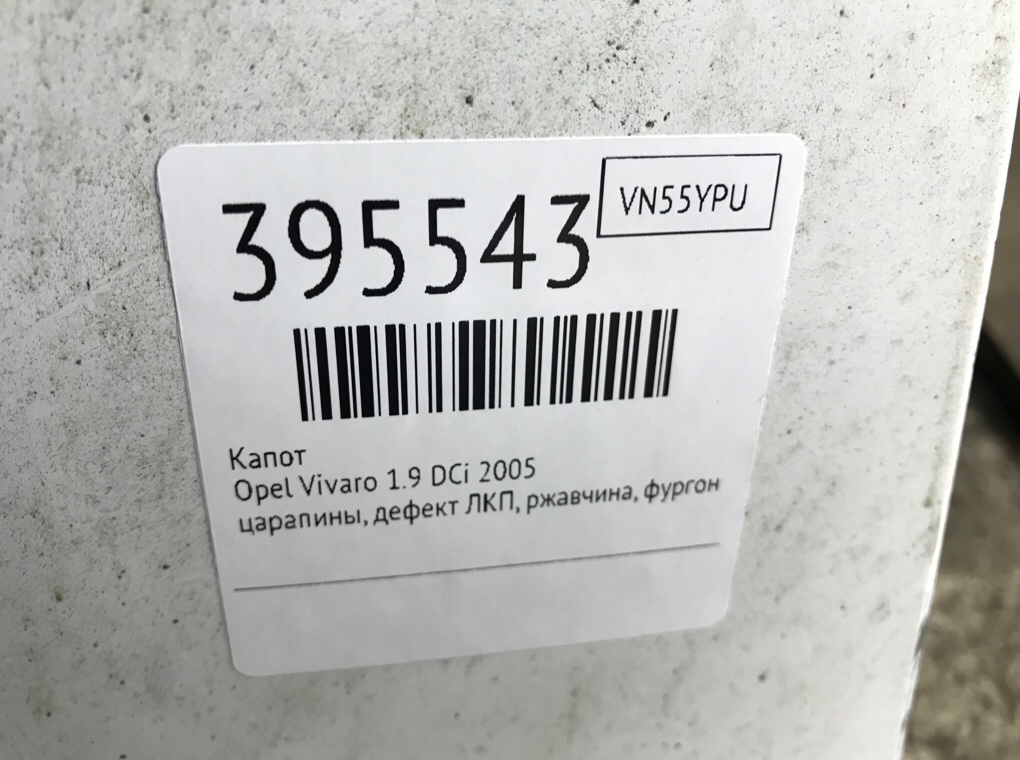 395543
VN55YPU
Капот
Opel Vivaro 1.9 DCi 2005
царапины, дефект ЛКП, ржавчина, фургон